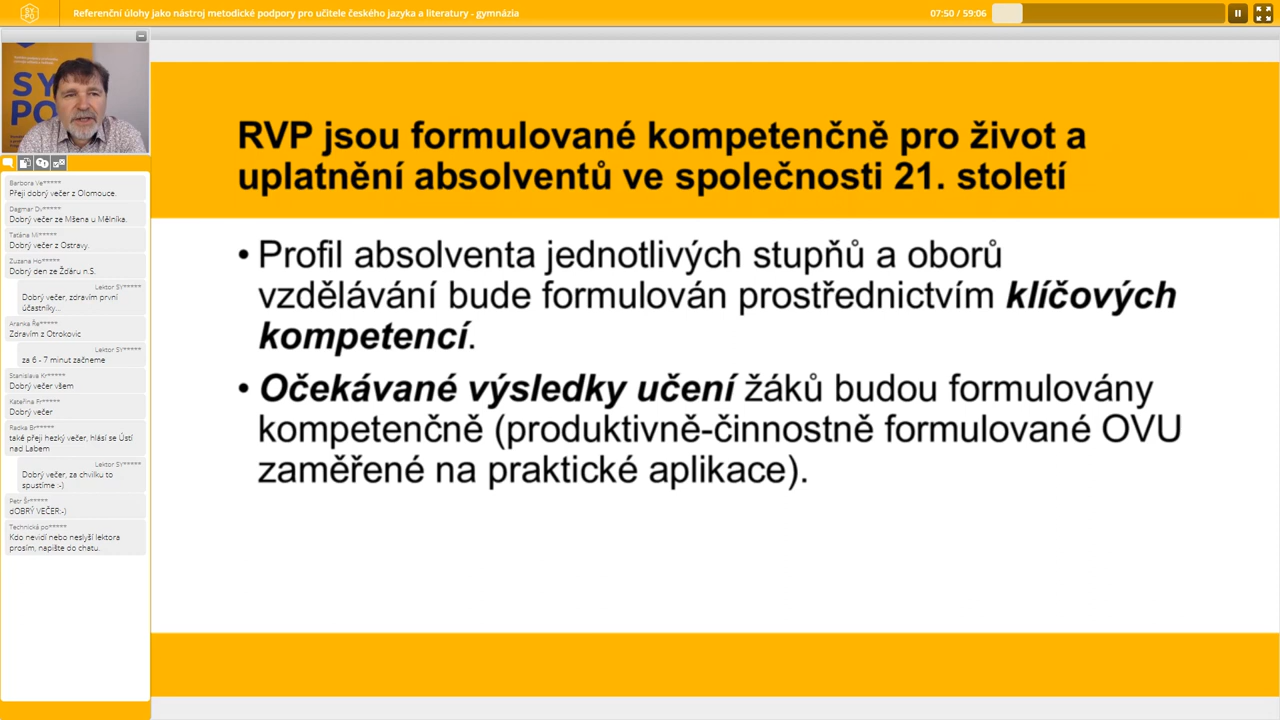 SY
PO
Referenční úlohy jako nástroj metodické podpory pro učitele českého jazyka a literatury - gymnázia
07:50 / 59:06
SY
PO
Barbora Ve*****
Přeji dobrý večer z Olomouce.
Dagmar Dv*****
Dobrý večer ze Mšena u Mělníka.
Taťána Mi*****
Dobrý večer z Ostravy.
Zuzana Ho*****
Dobrý den ze Žďáru n.S.
Lektor SY*****
Dobrý večer, zdravím první
účastníky...
Aranka Ře*****
Zdravím z Otrokovic
Lektor SY*****
za 6 - 7 minut začneme
Stanislava Kr*****
Dobrý večer všem
Kateřina Fr*****
Dobrý večer
Radka Br*****
také přeji hezký večer, hlásí se Ústí
nad Labem
Lektor SY*****
Dobrý večer, za chvilku to
spustíme :-)
Petr Šr*****
dOBRÝ VEČER:-)
Technická po*****
Kdo nevidí nebo neslyší lektora
prosím, napište do chatu.
RVP jsou formulované kompetenčně pro život a
uplatnění absolventů ve společnosti 21. století
• Profil absolventa jednotlivých stupňů a oborů
vzdělávání bude formulován prostřednictvím klíčových
kompetencí.
• Očekávané výsledky učení žáků budou formulovány
kompetenčně (produktivně-činnostně formulované OVU
zaměřené na praktické aplikace).